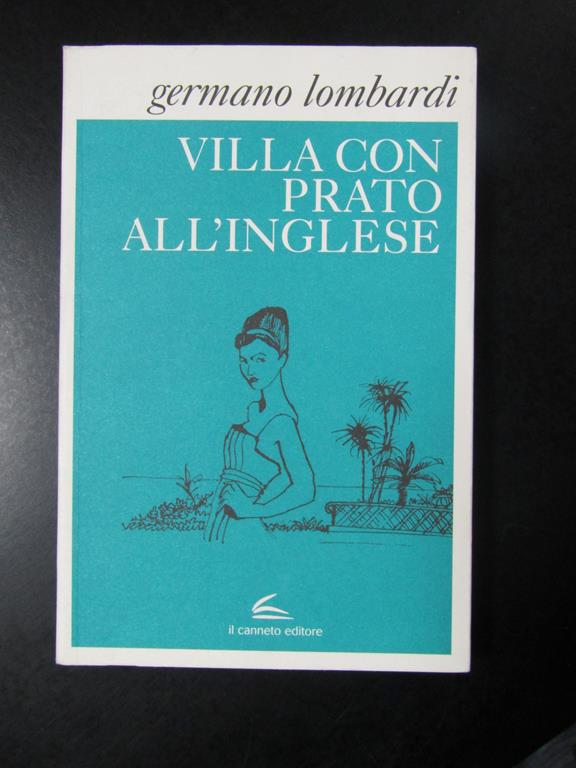 germano lombardi
VILLA CON
PRATO
ALL'INGLESE
il canneto editore